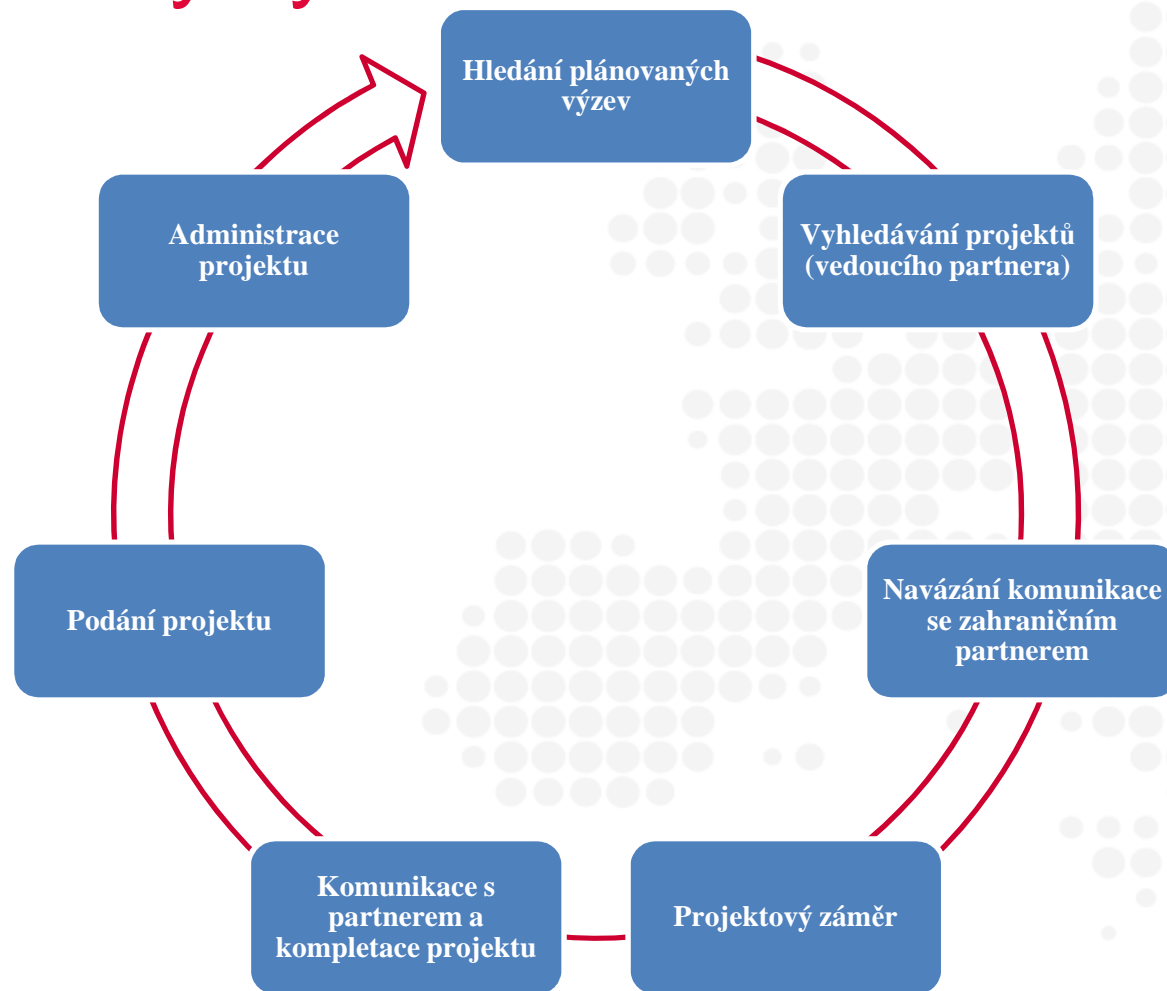 Hledání plánovaných
výzev
Vyhledávání projektů
(vedoucího partnera)
Navázání komunikace
se zahraničním
partnerem
Projektový záměr
Komunikace s
partnerem a
kompletace projektu
Podání projektu
Administrace
projektu